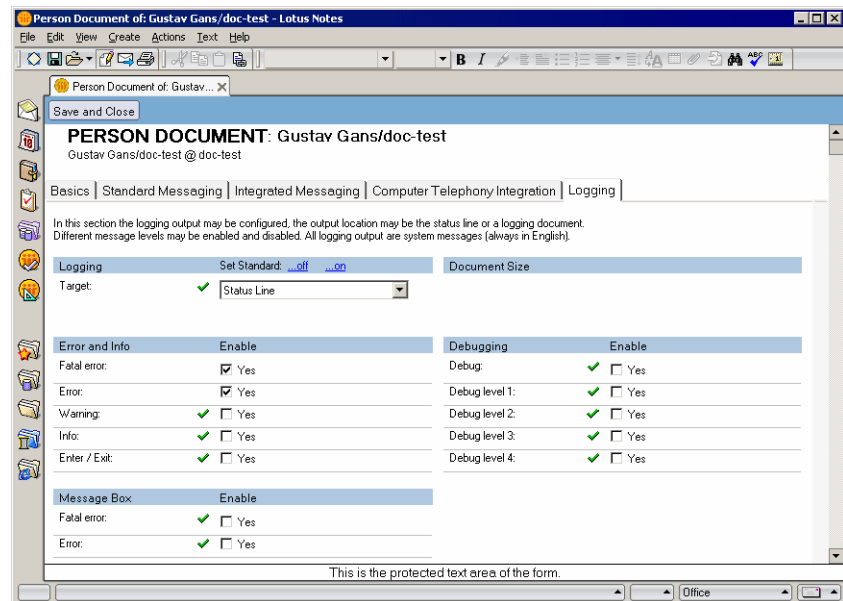 Person Document of: Gustav Gans/doc-test - Lotus Notes
File Edit View Create Actions Text Help
B I
Person Document of: Gustav...
Save and Close
PERSON DOCUMENT: Gustav Gans/doc-test
Gustav Gans/doc-test @ doc-test
Basics Standard Messaging Integrated Messaging Computer Telephony Integration Logging
In this section the logging output may be configured, the output location may be the status line or a logging document.
Different message levels may be enabled and disabled. All logging output are system messages (always in English).
Logging Set Standard: ...off ...on Document Size
Target: Status Line
Error and Info Enable Debugging Enable
Fatal error: Yes Debug: Yes
Error: Yes Debug level 1: Yes
Warning: Yes Debug level 2: Yes
Info: Yes Debug level 3: Yes
Enter / Exit: Yes Debug level 4: Yes
Message Box Enable
Fatal error: Yes
Error: Yes
This is the protected text area of the form.
Office